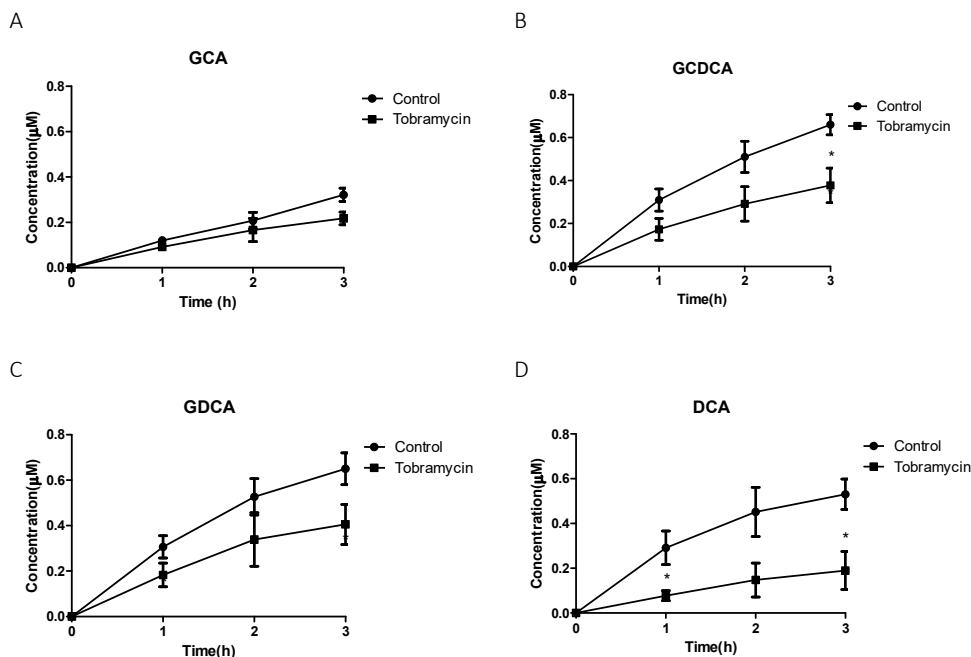 A
GCA
Concentration(μM)
0.8
0.6
0.4
0.2
0.0
0 1 2 3
Time (h)
Control
Tobramycin
B
GCDCA
Concentration(μM)
0.8
0.6
0.4
0.2
0.0
0 1 2 3
Time(h)
Control
Tobramycin
*
C
GDCA
Concentration(μM)
0.8
0.6
0.4
0.2
0.0
0 1 2 3
Time(h)
Control
Tobramycin
D
DCA
Concentration(μM)
0.8
0.6
0.4
0.2
0.0
0 1 2 3
Time(h)
Control
Tobramycin
*
*